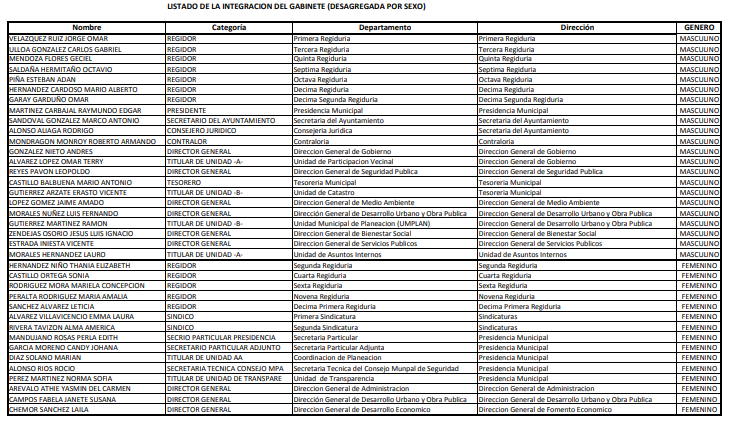 LISTADO DE LA INTEGRACION DEL GABINETE (DESAGREGADA POR SEXO)
Nombre Categoría Departamento Dirección GENERO
VELAZQUEZ RUIZ JORGE OMAR REGIDOR Primera Regiduria Primera Regiduria MASCULINO
ULLOA GONZALEZ CARLOS GABRIEL REGIDOR Tercera Regiduria Tercera Regiduria MASCULINO
MENDOZA FLORES GECIEL REGIDOR Quinta Regiduria Quinta Regiduria MASCULINO
SALDAÑA HERMITAÑO OCTAVIO REGIDOR Septima Regiduria Septima Regiduria MASCULINO
PIÑA ESTEBAN ADAN REGIDOR Octava Regiduria Octava Regiduria MASCULINO
HERNANDEZ CARDOSO MARIO ALBERTO REGIDOR Decima Regiduria Decima Regiduria MASCULINO
GARAY GARDUÑO OMAR REGIDOR Decima Segunda Regiduria Decima Segunda Regiduria MASCULINO
MARTINEZ CARBAJAL RAYMUNDO EDGAR PRESIDENTE Presidencia Municipal Presidencia Municipal MASCULINO
SANDOVAL GONZALEZ MARCO ANTONIO SECRETARIO DEL AYUNTAMIENTO Secretaria del Ayuntamiento Secretaria del Ayuntamiento MASCULINO
ALONSO ALIAGA RODRIGO CONSEJERO JURIDICO Consejeria Juridica Secretaria del Ayuntamiento MASCULINO
MONDRAGON MONROY ROBERTO ARMANDO CONTRALOR Contraloria Contraloria MASCULINO
GONZALEZ NIETO ANDRES DIRECTOR GENERAL Direccion General de Gobierno Direccion General de Gobierno MASCULINO
ALVAREZ LOPEZ OMAR TERRY TITULAR DE UNIDAD -A- Unidad de Participacion Vecinal Direccion General de Gobierno MASCULINO
REYES PAVON LEOPOLDO DIRECTOR GENERAL Direccion General de Seguridad Publica Direccion General de Seguridad Publica MASCULINO
CASTILLO BALBUENA MARIO ANTONIO TESORERO Tesoreria Municipal Tesoreria Municipal MASCULINO
GUTIERREZ ARZATE ERASTO VICENTE TITULAR DE UNIDAD -B- Unidad de Catastro Tesoreria Municipal MASCULINO
LOPEZ GOMEZ JAIME AMADO DIRECTOR GENERAL Direccion General de Medio Ambiente Direccion General de Medio Ambiente MASCULINO
MORALES NUÑEZ LUIS FERNANDO DIRECTOR GENERAL Dirección General de Desarrollo Urbano y Obra Publica Direccion General de Desarrollo Urbano y Obra Publica MASCULINO
GUTIERREZ MARTINEZ RAMON TITULAR DE UNIDAD -B- Unidad Municipal de Planeacion (UMPLAN) Direccion General de Desarrollo Urbano y Obra Publica MASCULINO
ZENDEJAS OSORIO JESUS LUIS IGNACIO DIRECTOR GENERAL Direccion General de Bienestar Social Direccion General de Bienestar Social MASCULINO
ESTRADA INIESTA VICENTE DIRECTOR GENERAL Direccion General de Servicios Publicos Direccion General de Servicios Publicos MASCULINO
MORALES HERNANDEZ LAURO TITULAR DE UNIDAD -A- Unidad de Asuntos Internos Unidad de Asuntos Internos MASCULINO
HERNANDEZ NIÑO THANIA ELIZABETH REGIDOR Segunda Regiduria Segunda Regiduria FEMENINO
CASTILLO ORTEGA SONIA REGIDOR Cuarta Regiduria Cuarta Regiduria FEMENINO
RODRIGUEZ MORA MARIELA CONCEPCION REGIDOR Sexta Regiduria Sexta Regiduria FEMENINO
PERALTA RODRIGUEZ MARIA AMALIA REGIDOR Novena Regiduria Novena Regiduria FEMENINO
SANCHEZ ALVAREZ LETICIA REGIDOR Decima Primera Regiduria Decima Primera Regiduria FEMENINO
ALVAREZ VILLAVICENCIO EMMA LAURA SINDICO Primera Sindicatura Sindicaturas FEMENINO
RIVERA TAVIZON ALMA AMERICA SINDICO Segunda Sindicatura Sindicaturas FEMENINO
MANDUJANO ROSAS PERLA EDITH SECRIO PARTICULAR PRESIDENCIA Secretaria Particular Presidencia Municipal FEMENINO
GARCIA MORENO CANDY JOHANA SECRETARIO PARTICULAR ADJUNTO Secretaria Particular Adjunta Presidencia Municipal FEMENINO
DIAZ SOLANO MARIAN TITULAR DE UNIDAD AA Coordinacion de Planeacion Presidencia Municipal FEMENINO
ALONSO RIOS ROCIO SECRETARIA TECNICA CONSEJO MPA Secretaria Tecnica del Consejo Munpal de Seguridad Presidencia Municipal FEMENINO
PEREZ MARTINEZ NORMA SOFIA TITULAR DE UNIDAD DE TRANSPARE Unidad de Transparencia Presidencia Municipal FEMENINO
AREVALO ATHIE YASMIN DEL CARMEN DIRECTOR GENERAL Direccion General de Administracion Direccion General de Administracion FEMENINO
CAMPOS FABELA JANETE SUSANA DIRECTOR GENERAL Dirección General de Desarrollo Urbano y Obra Publica Direccion General de Desarrollo Urbano y Obra Publica FEMENINO
CHEMOR SANCHEZ LAILA DIRECTOR GENERAL Direccion General de Desarrollo Economico Direccion General de Fomento Economico FEMENINO